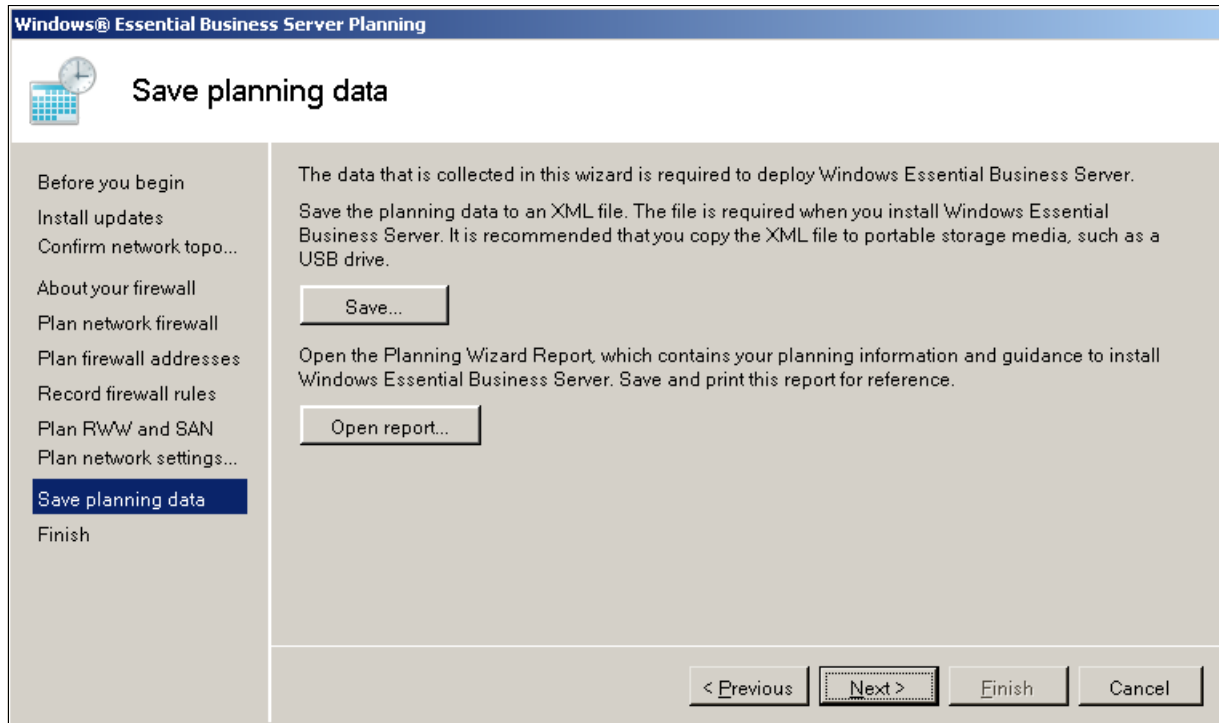 Windows® Essential Business Server Planning
Save planning data
Before you begin
Install updates
Confirm network topo...
About your firewall
Plan network firewall
Plan firewall addresses
Record firewall rules
Plan RWW and SAN
Plan network settings...
Save planning data
Finish
The data that is collected in this wizard is required to deploy Windows Essential Business Server.
Save the planning data to an XML file. The file is required when you install Windows Essential
Business Server. It is recommended that you copy the XML file to portable storage media, such as a
USB drive.
Save...
Open the Planning Wizard Report, which contains your planning information and guidance to install
Windows Essential Business Server. Save and print this report for reference.
Open report...
< Previous
Next >
Finish
Cancel